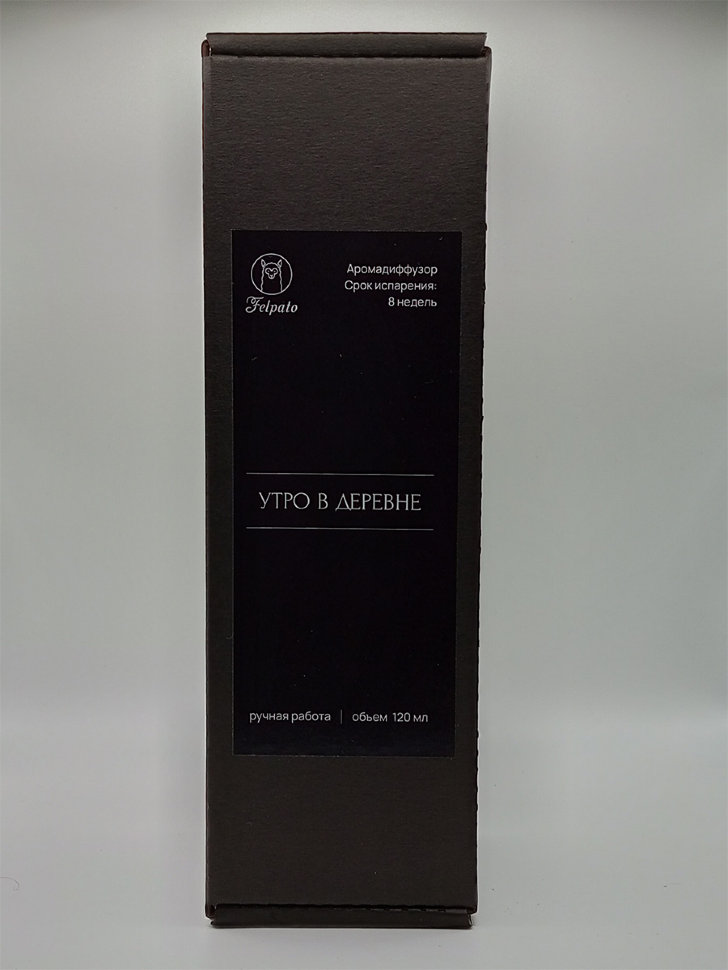 Felpato
Аромадиффузор
Срок испарения:
8 недель
УТРО В ДЕРЕВНЕ
ручная работа | объем 120 мл